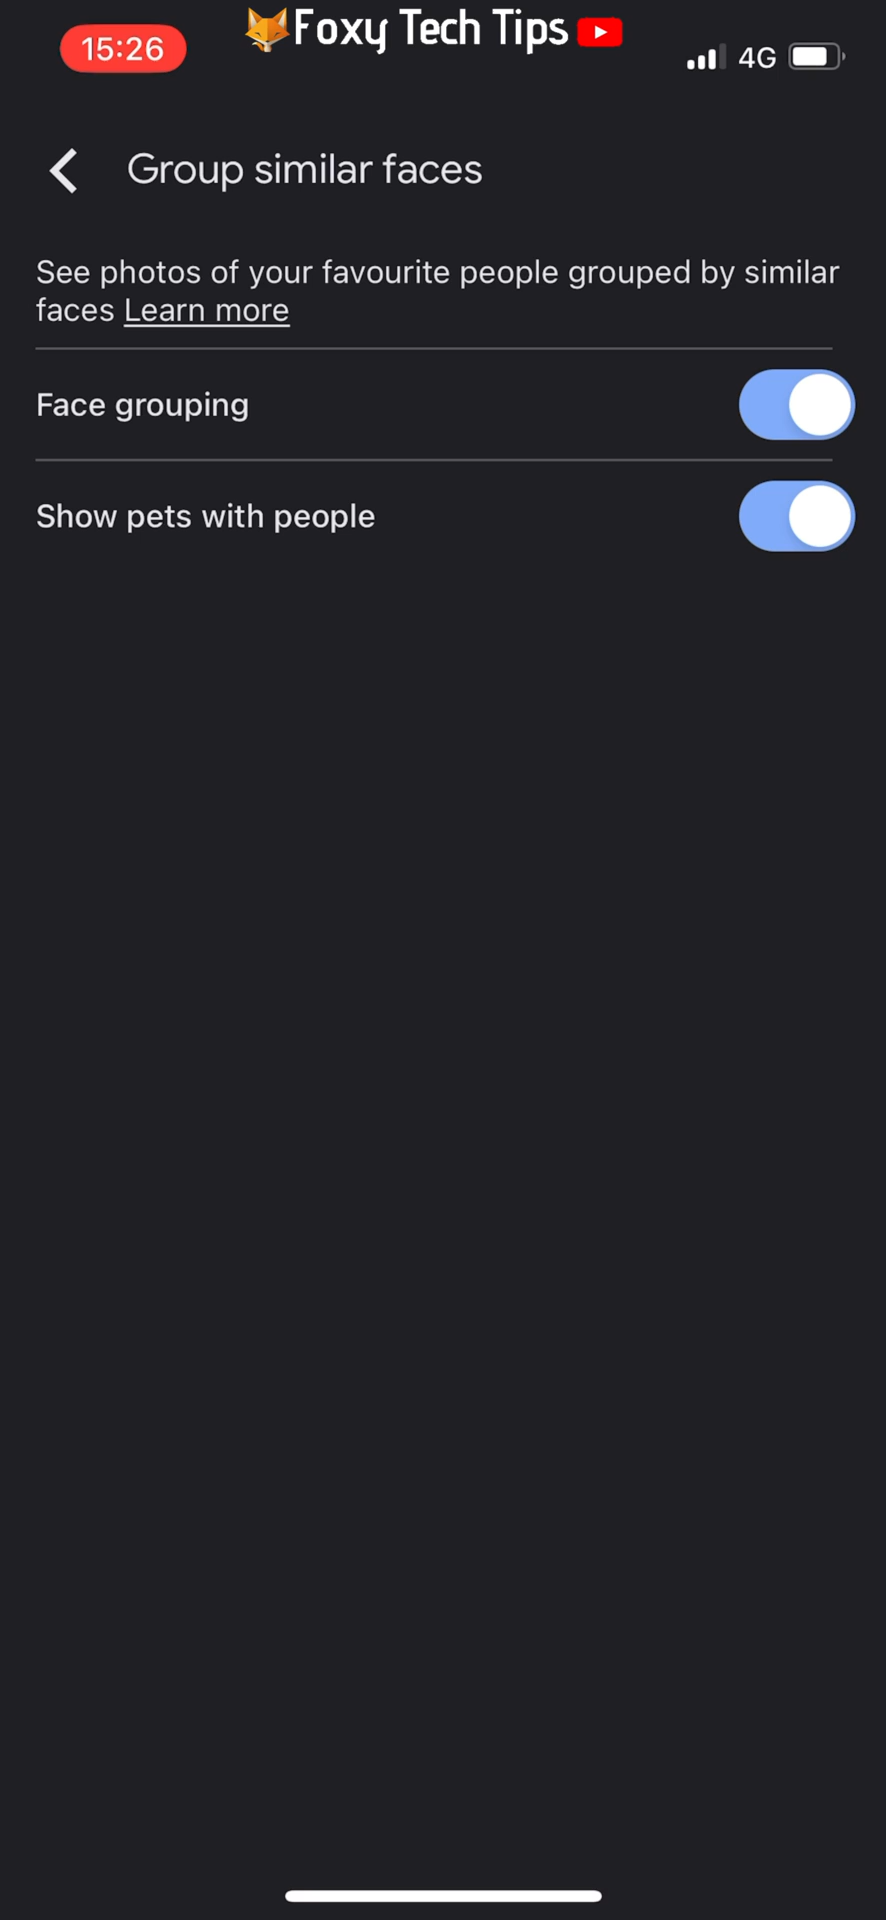 15:26
Foxy Tech Tips
4G
Group similar faces
See photos of your favourite people grouped by similar
faces Learn more
Face grouping
Show pets with people